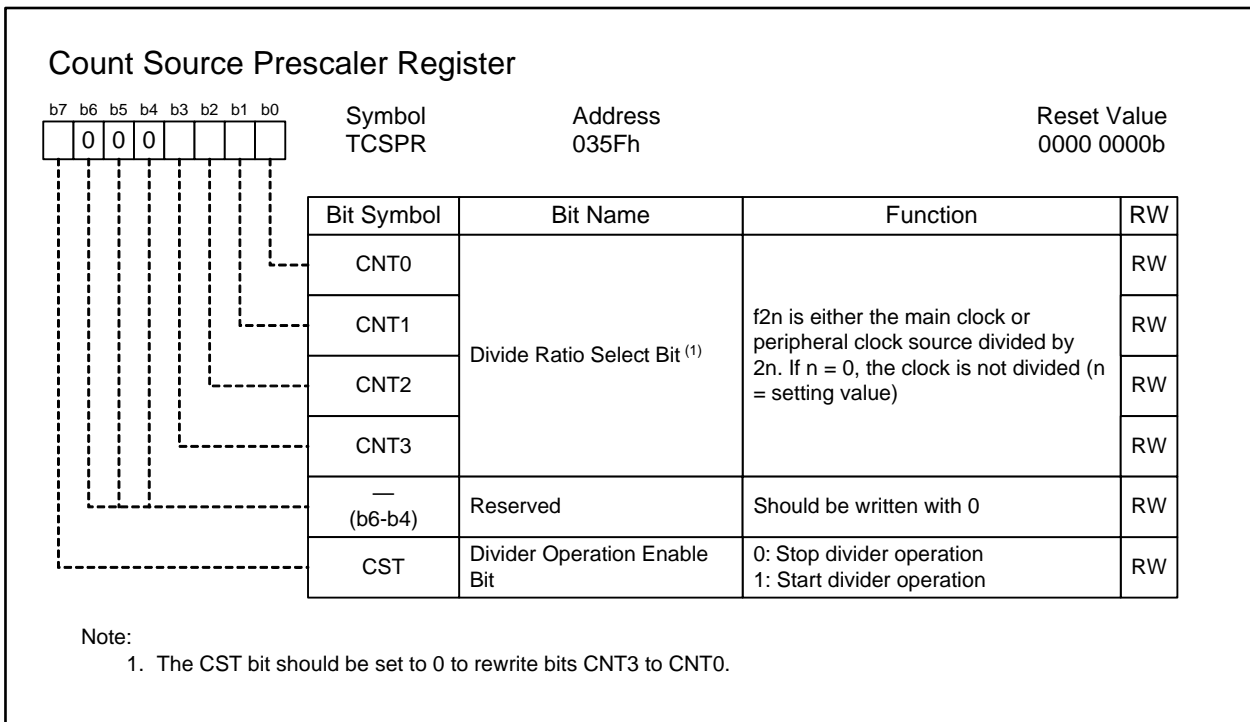 Count Source Prescaler Register
b7 b6 b5 b4 b3 b2 b1 b0
0 0 0
Symbol Address Reset Value
TCSPR 035Fh 0000 0000b
Bit Symbol Bit Name Function RW
CNT0 RW
CNT1 RW
CNT2 RW
CNT3 RW
Divide Ratio Select Bit (1)
f2n is either the main clock or
peripheral clock source divided by
2n. If n = 0, the clock is not divided (n
= setting value)
—
(b6-b4) Reserved Should be written with 0 RW
CST
Divider Operation Enable
Bit
0: Stop divider operation
1: Start divider operation
RW
Note:
1. The CST bit should be set to 0 to rewrite bits CNT3 to CNT0.